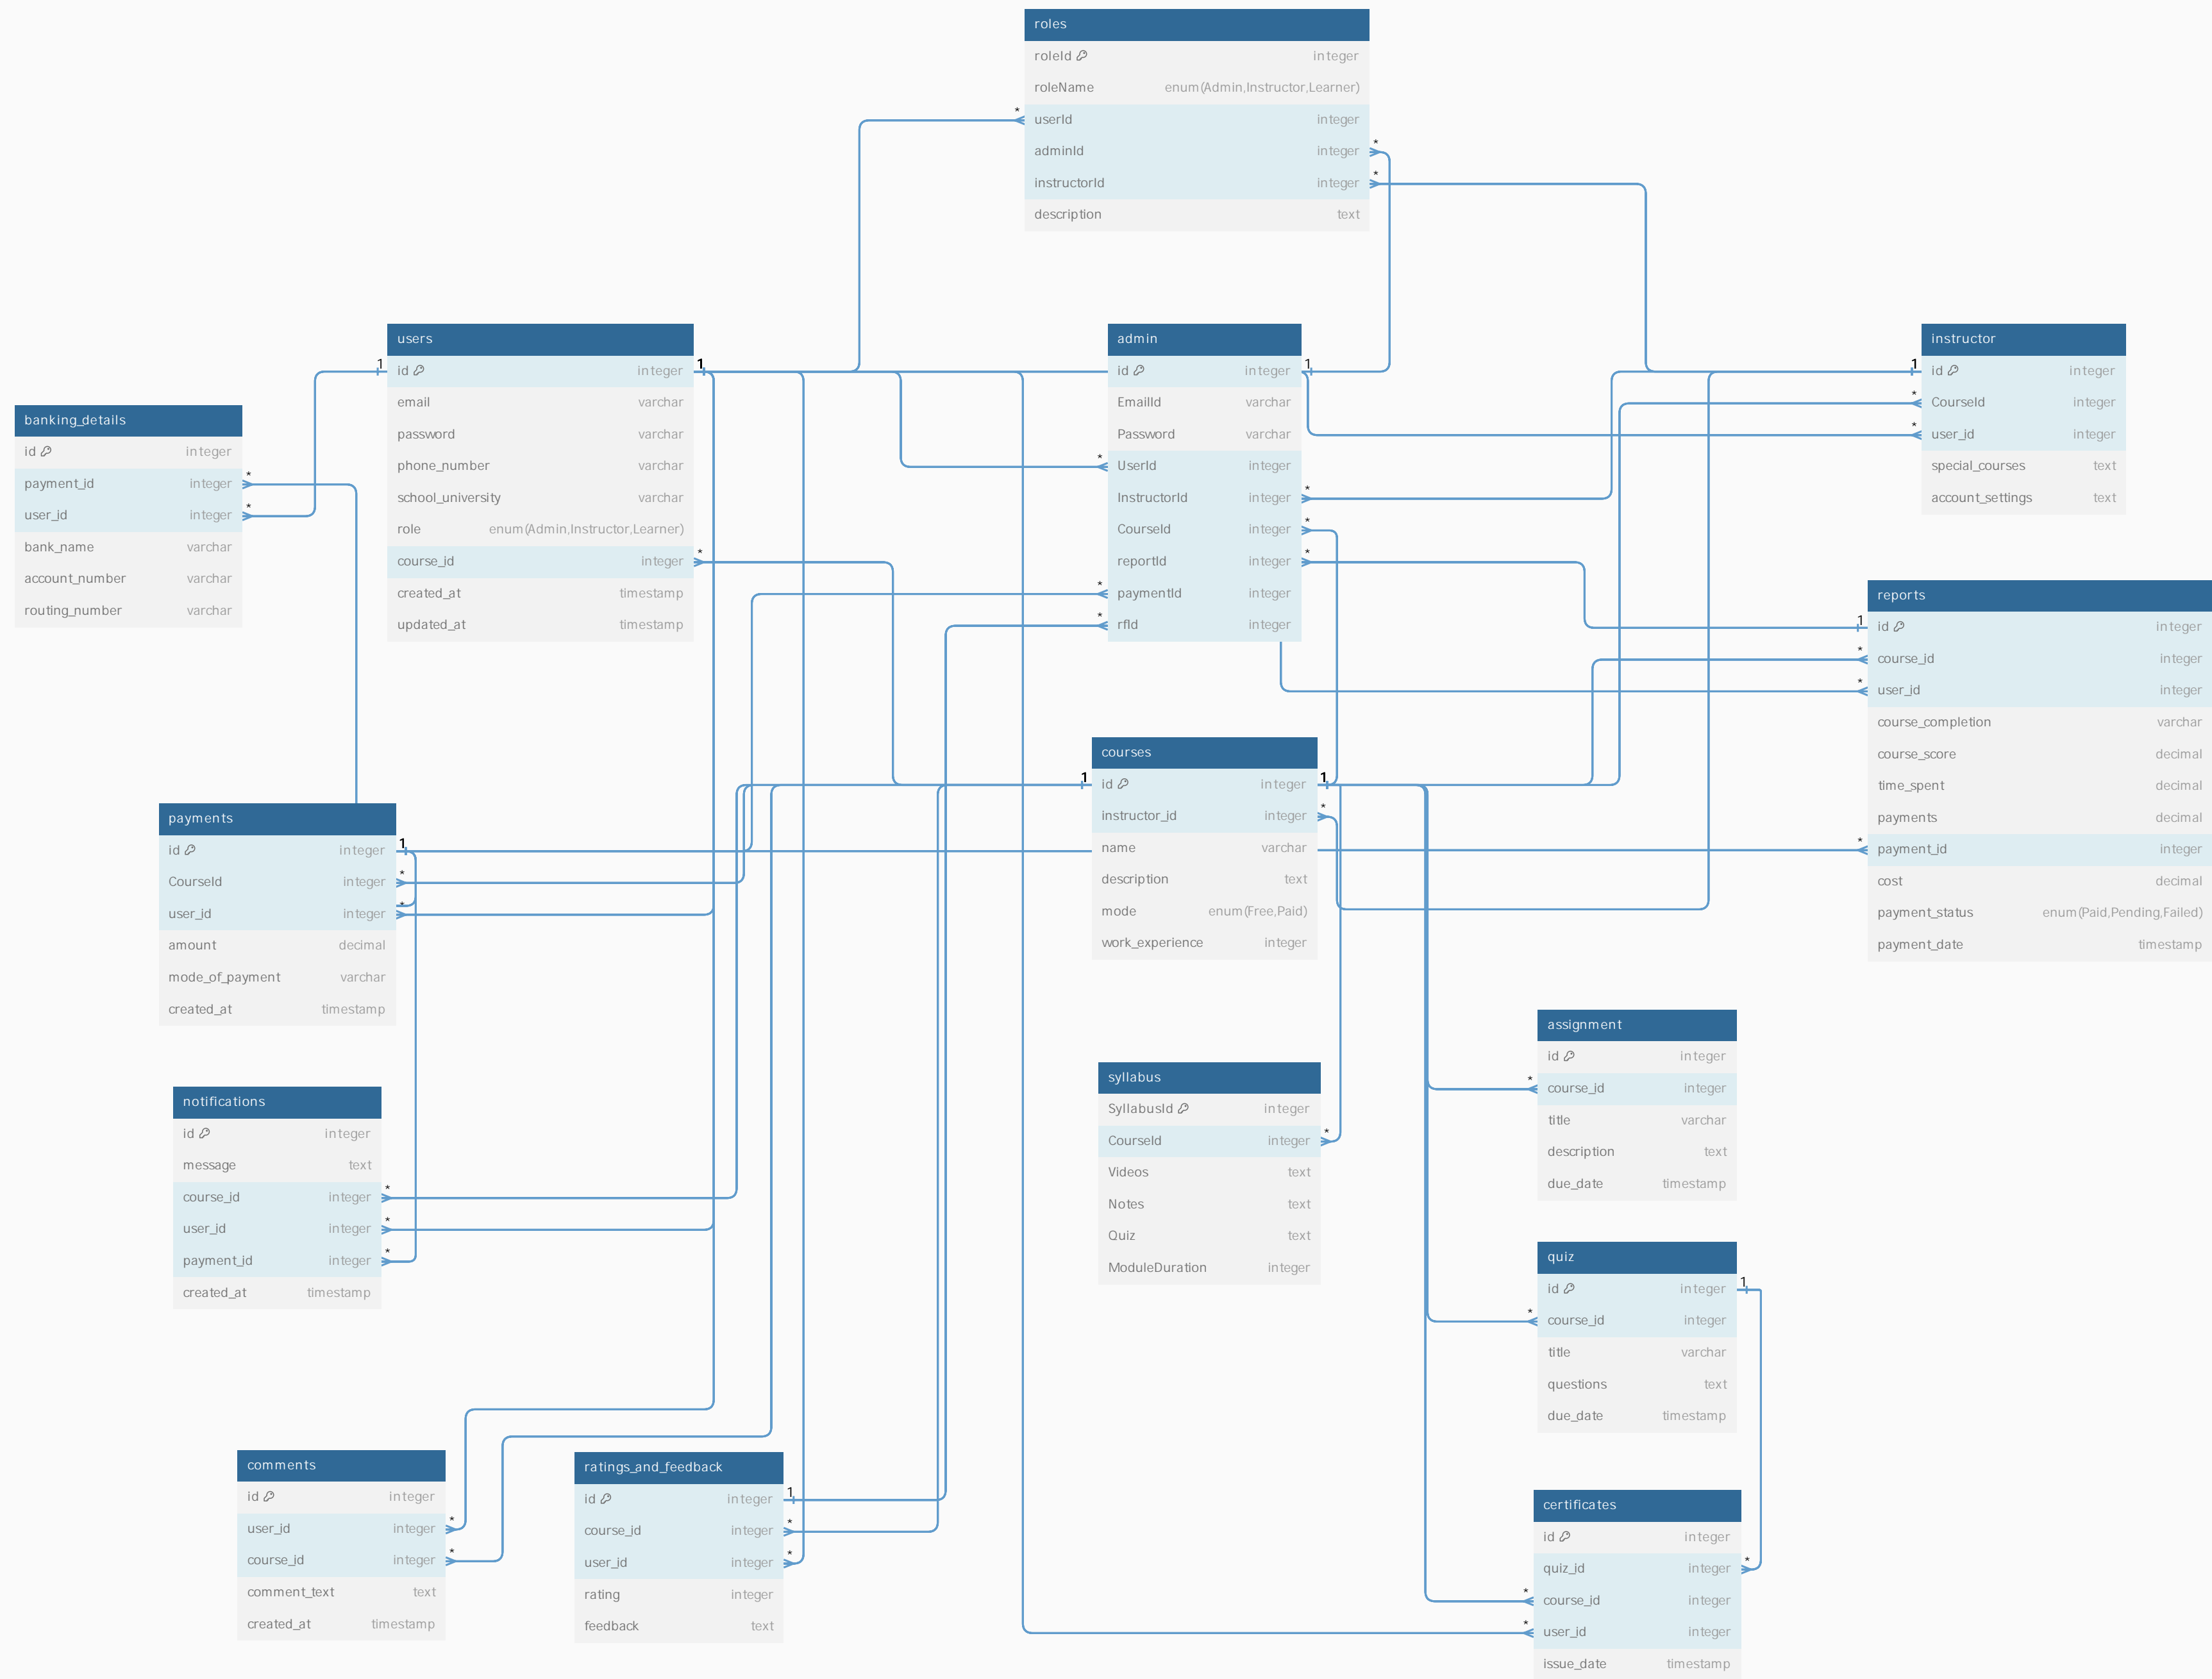 roles
roleId integer
roleName enum(Admin,Instructor,Learner)
* userId integer
adminId integer *
instructorId integer *
description text
users
1 id integer 1
email varchar
password varchar
phone_number varchar
school_university varchar
role enum(Admin,Instructor,Learner)
course_id integer *
created_at timestamp
updated_at timestamp
admin
id integer 1
EmailId varchar
Password varchar
* UserId integer
InstructorId integer *
CourseId integer *
reportId integer *
* paymentId integer
* rfId integer
instructor
1 id integer
* CourseId integer
* user_id integer
special_courses text
account_settings text
banking_details
id integer
payment_id integer *
user_id integer *
bank_name varchar
account_number varchar
routing_number varchar
reports
1 id integer
* course_id integer
* user_id integer
course_completion varchar
course_score decimal
time_spent decimal
payments decimal
* payment_id integer
cost decimal
payment_status enum(Paid,Pending,Failed)
payment_date timestamp
courses
1 id integer 1
instructor_id integer *
name varchar
description text
mode enum(Free,Paid)
work_experience integer
payments
id integer 1
CourseId integer *
user_id integer *
amount decimal
mode_of_payment varchar
created_at timestamp
assignment
id integer
* course_id integer
title varchar
description text
due_date timestamp
syllabus
SyllabusId integer
CourseId integer *
Videos text
Notes text
Quiz text
ModuleDuration integer
notifications
id integer
message text
course_id integer *
user_id integer *
payment_id integer *
created_at timestamp
quiz
id integer 1
* course_id integer
title varchar
questions text
due_date timestamp
comments
id integer
user_id integer *
course_id integer *
comment_text text
created_at timestamp
ratings_and_feedback
id integer 1
course_id integer *
user_id integer *
rating integer
feedback text
certificates
id integer
quiz_id integer *
* course_id integer
* user_id integer
issue_date timestamp